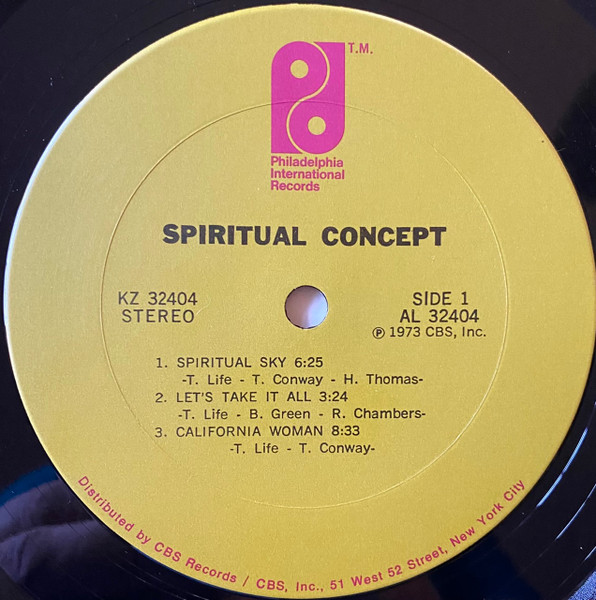 T.M.
Philadelphia
International
Records
SPIRITUAL CONCEPT
KZ 32404
STEREO
SIDE 1
AL 32404
Ⓟ 1973 CBS, Inc.
1. SPIRITUAL SKY 6:25
-T. Life - T. Conway - H. Thomas-
2. LET'S TAKE IT ALL 3:24
-T. Life - B. Green - R. Chambers-
3. CALIFORNIA WOMAN 8:33
-T. Life - T. Conway-
Distributed by CBS Records / CBS, Inc., 51 West 52 Street, New York City